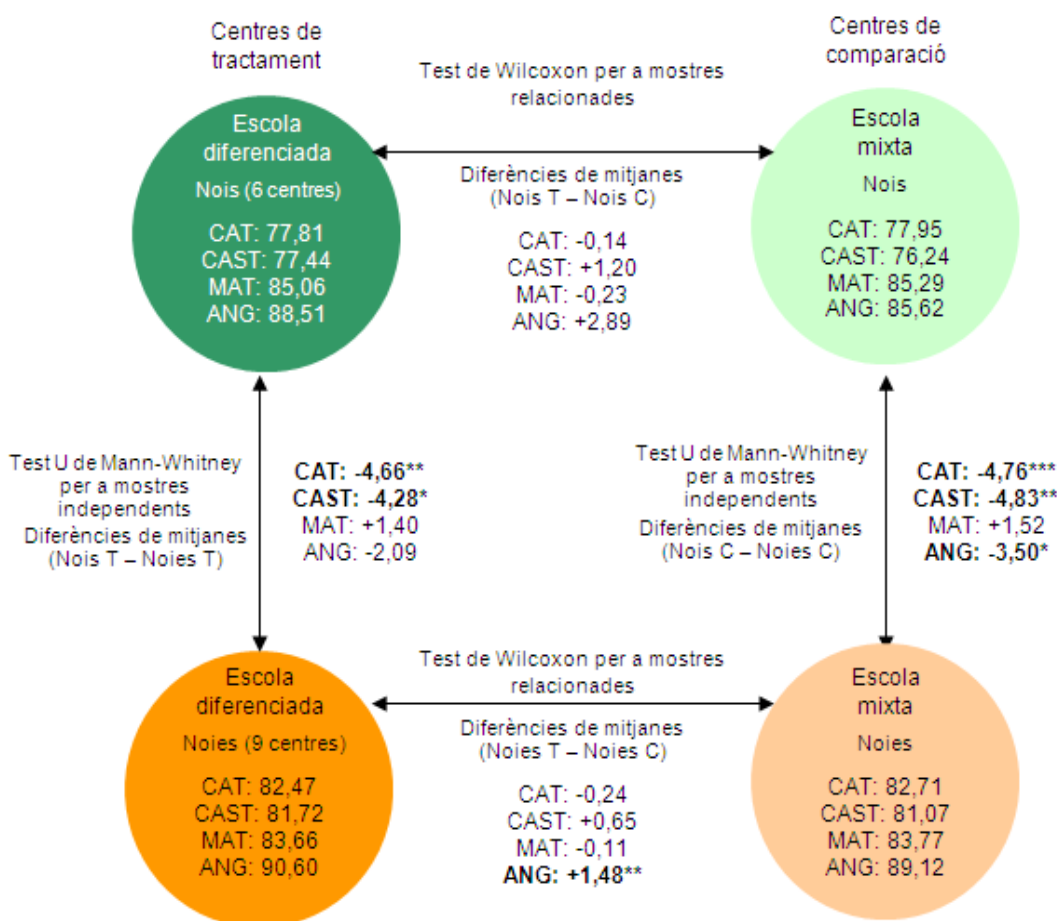 Centres de
tractament
Centres de
comparació
Test de Wilcoxon per a mostres
relacionades
Escola
diferenciada
Nois (6 centres)
CAT: 77,81
CAST: 77,44
MAT: 85,06
ANG: 88,51
Diferències de mitjanes
(Nois T – Nois C)
CAT: -0,14
CAST: +1,20
MAT: -0,23
ANG: +2,89
Escola
mixta
Nois
CAT: 77,95
CAST: 76,24
MAT: 85,29
ANG: 85,62
Test U de Mann-Whitney
per a mostres
independents
Diferències de mitjanes
(Nois T – Noies T)
CAT: -4,66**
CAST: -4,28*
MAT: +1,40
ANG: -2,09
Test U de Mann-Whitney
per a mostres
independents
Diferències de mitjanes
(Nois C – Noies C)
CAT: -4,76***
CAST: -4,83**
MAT: +1,52
ANG: -3,50*
Escola
diferenciada
Noies (9 centres)
CAT: 82,47
CAST: 81,72
MAT: 83,66
ANG: 90,60
Test de Wilcoxon per a mostres
relacionades
Diferències de mitjanes
(Noies T – Noies C)
CAT: -0,24
CAST: +0,65
MAT: -0,11
ANG: +1,48**
Escola
mixta
Noies
CAT: 82,71
CAST: 81,07
MAT: 83,77
ANG: 89,12